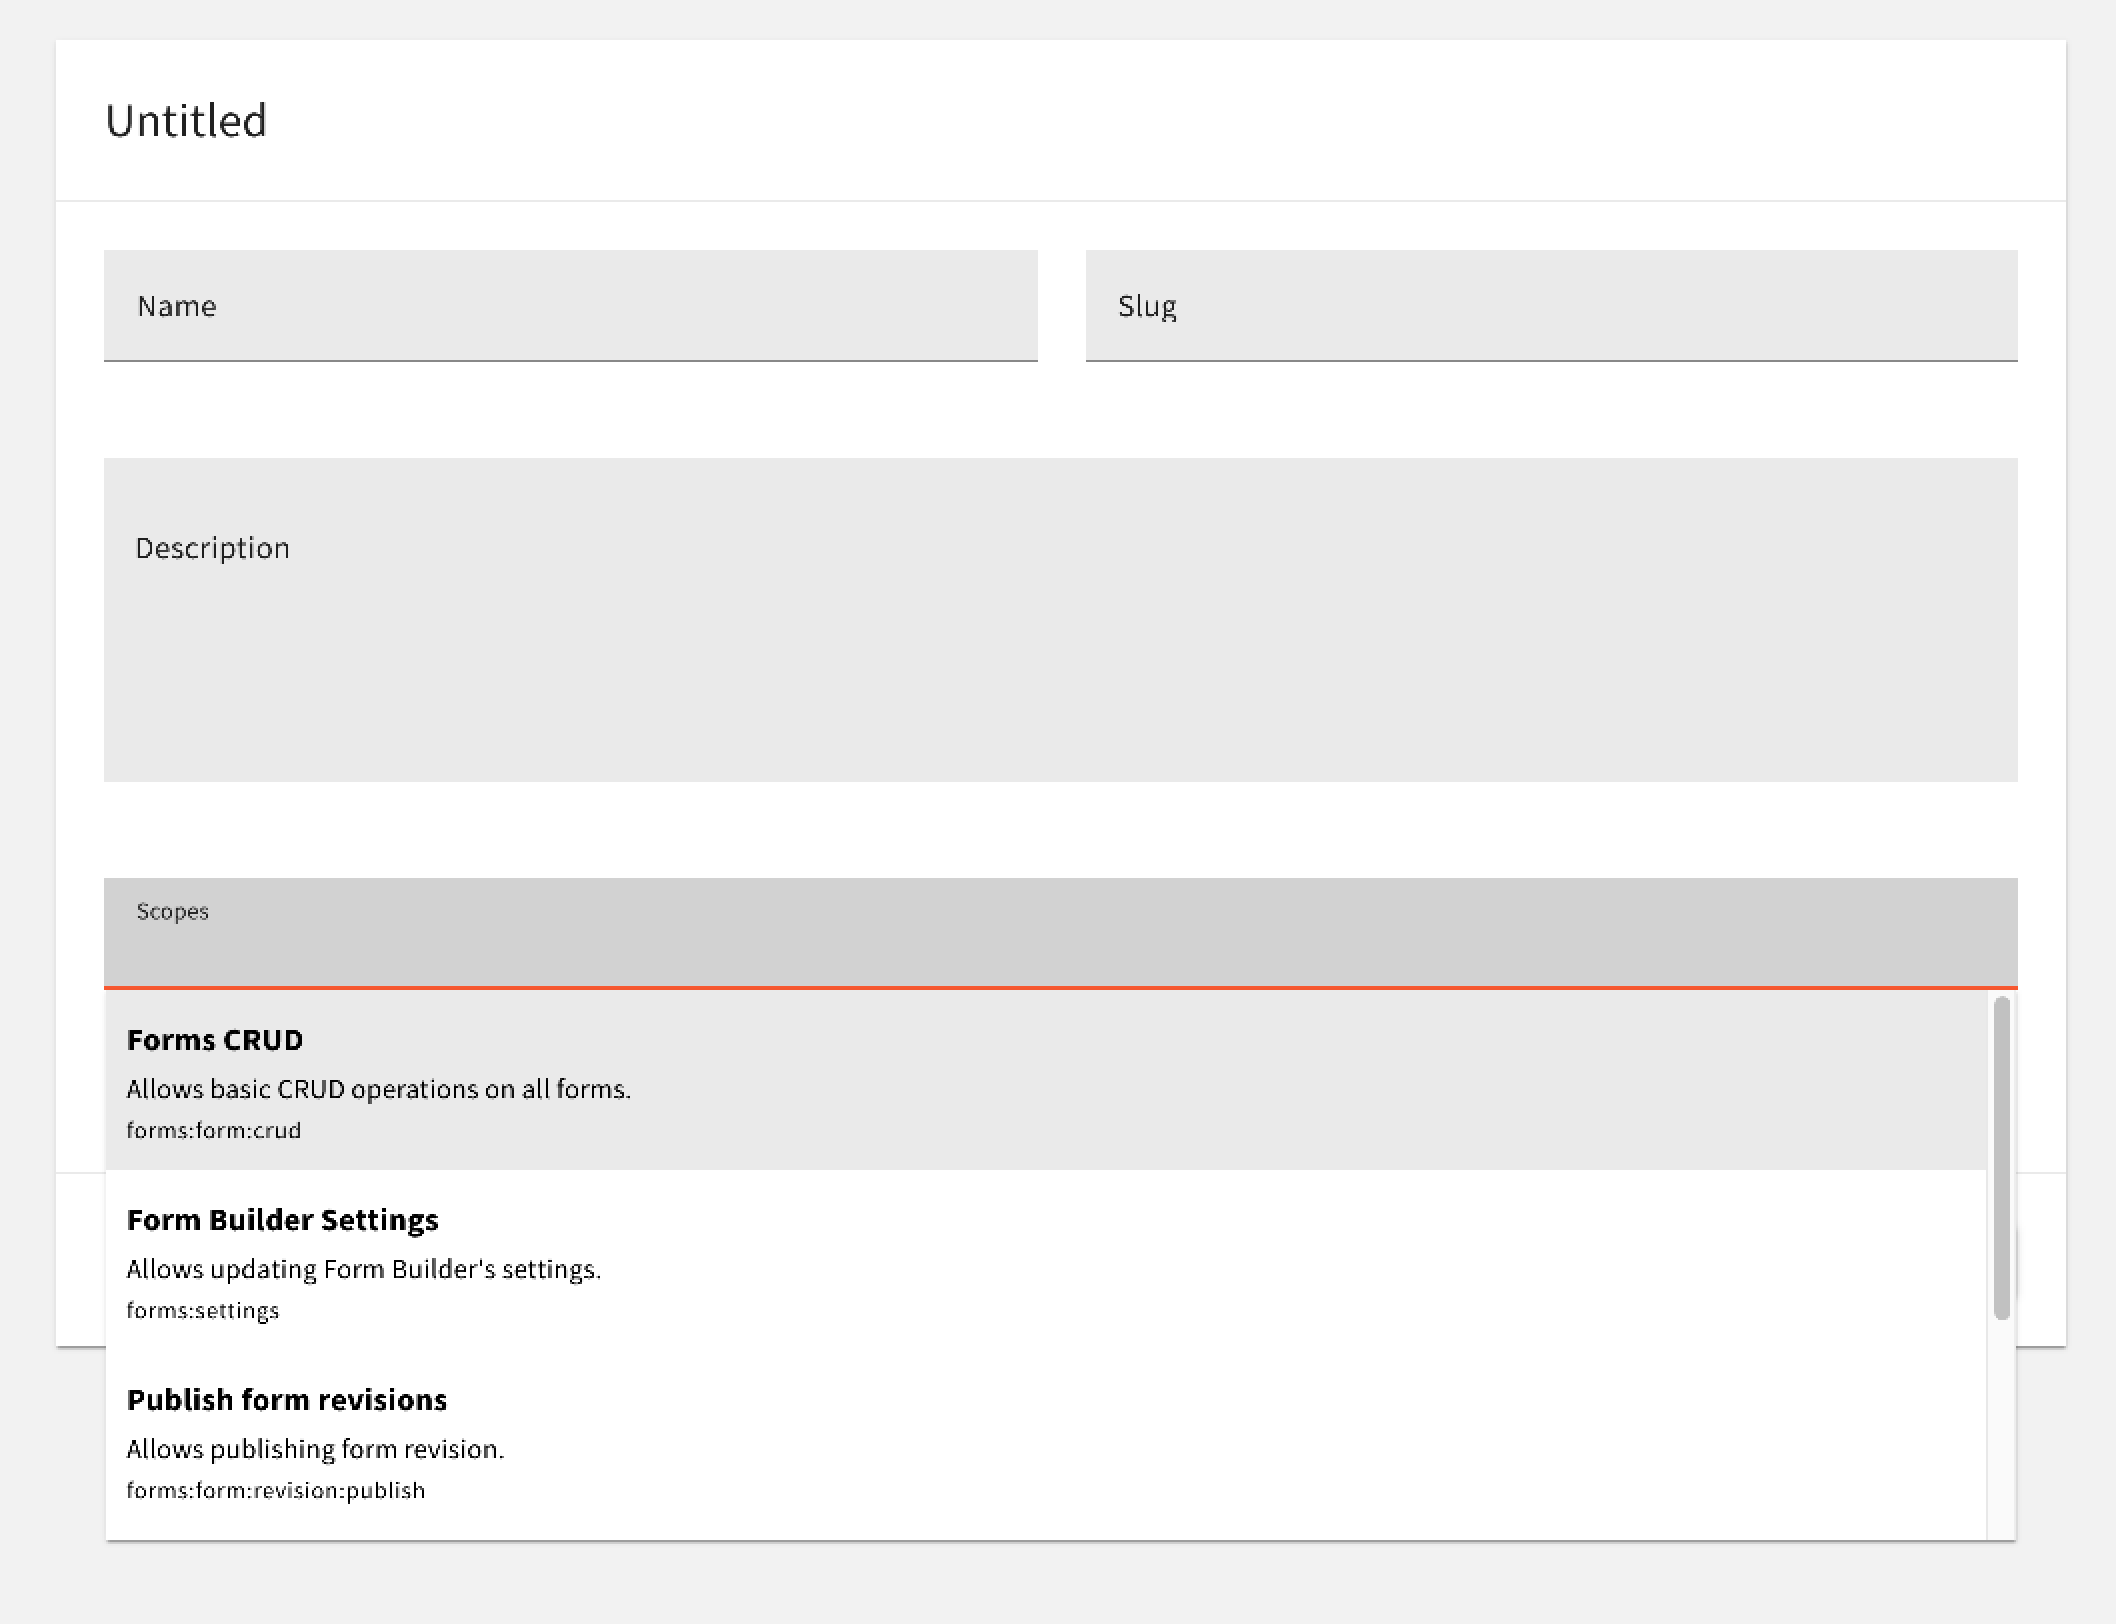 Untitled
Name
Slug
Description
Scopes
Forms CRUD
Allows basic CRUD operations on all forms.
forms:form:crud
Form Builder Settings
Allows updating Form Builder's settings.
forms:settings
Publish form revisions
Allows publishing form revision.
forms:form:revision:publish